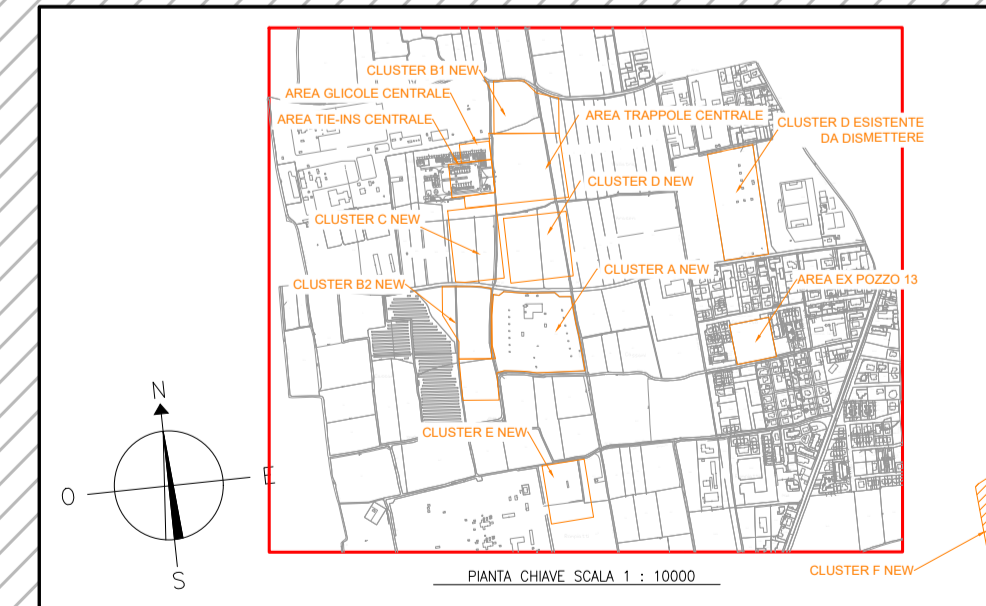 CLUSTER B1 NEW
AREA GLICOLE CENTRALE
AREA TIE-INS CENTRALE
AREA TRAPPOLE CENTRALE
CLUSTER D ESISTENTE
DA DISMETTERE
CLUSTER D NEW
CLUSTER C NEW
CLUSTER A NEW
AREA EX POZZO 13
CLUSTER B2 NEW
CLUSTER E NEW
N
O
E
S
CLUSTER F NEW
PIANTA CHIAVE SCALA 1 : 10000